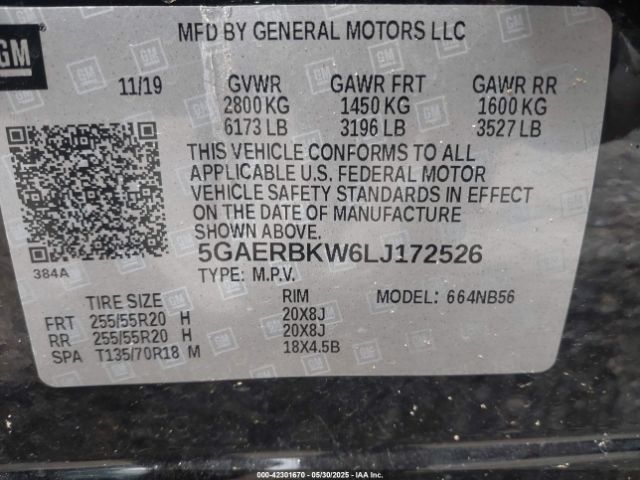 GM
MFD BY GENERAL MOTORS LLC
11/19 GVWR GAWR FRT GAWR RR
2800 KG 1450 KG 1600 KG
6173 LB 3196 LB 3527 LB
THIS VEHICLE CONFORMS TO ALL
APPLICABLE U.S. FEDERAL MOTOR
VEHICLE SAFETY STANDARDS IN EFFECT
ON THE DATE OF MANUFACTURE
SHOWN ABOVE.
5GAERBKW6LJ172526
384A TYPE: M.P.V.
TIRE SIZE RIM MODEL: 664NB56
FRT 255/55R20 H 20X8J
RR 255/55R20 H 20X8J
SPA T135/70R18 M 18X4.5B
000-42301670 - 05/30/2025 - IAAI.COM